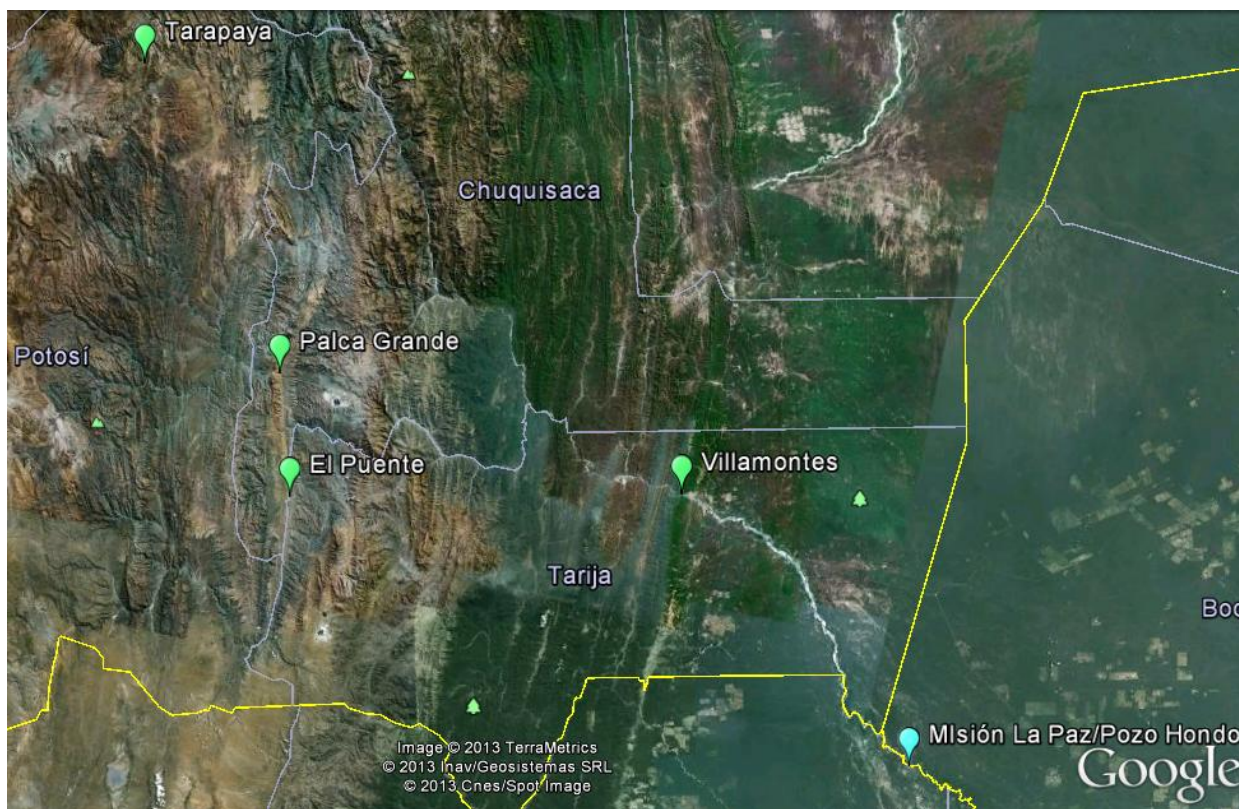 Tarapaya
Chuquisaca
Palca Grande
Potosí
El Puente
Villamontes
Tarija
Boq
MIsión La Paz/Pozo Hondo
Image © 2013 TerraMetrics
© 2013 Inav/Geosistemas SRL
© 2013 Cnes/Spot Image
Google